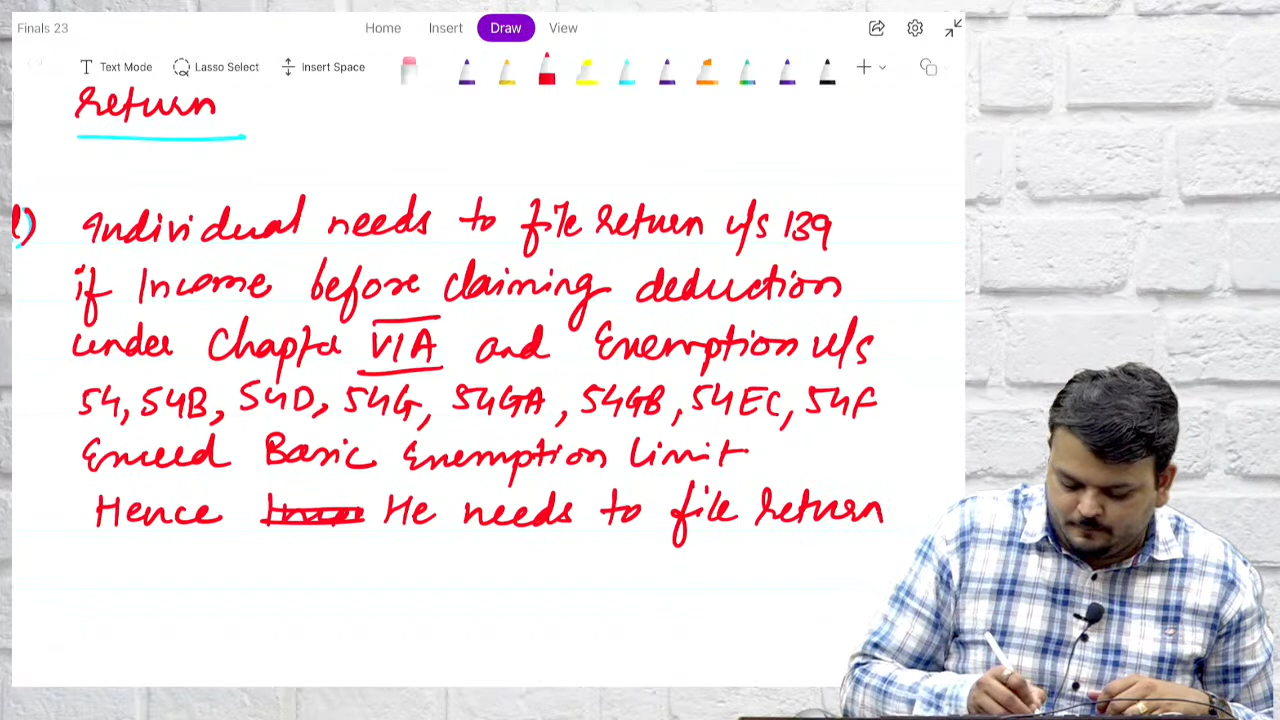 Finals 23
Home Insert Draw View
Text Mode Lasso Select Insert Space
Return
Individual needs to file return u/s 139
if Income before claiming deduction
under Chapter VIA and Exemption u/s
54, 54B, 54D, 54G, 54GA, 54GB, 54EC, 54F
Exceed Basic Exemption limit
Hence He needs to file return